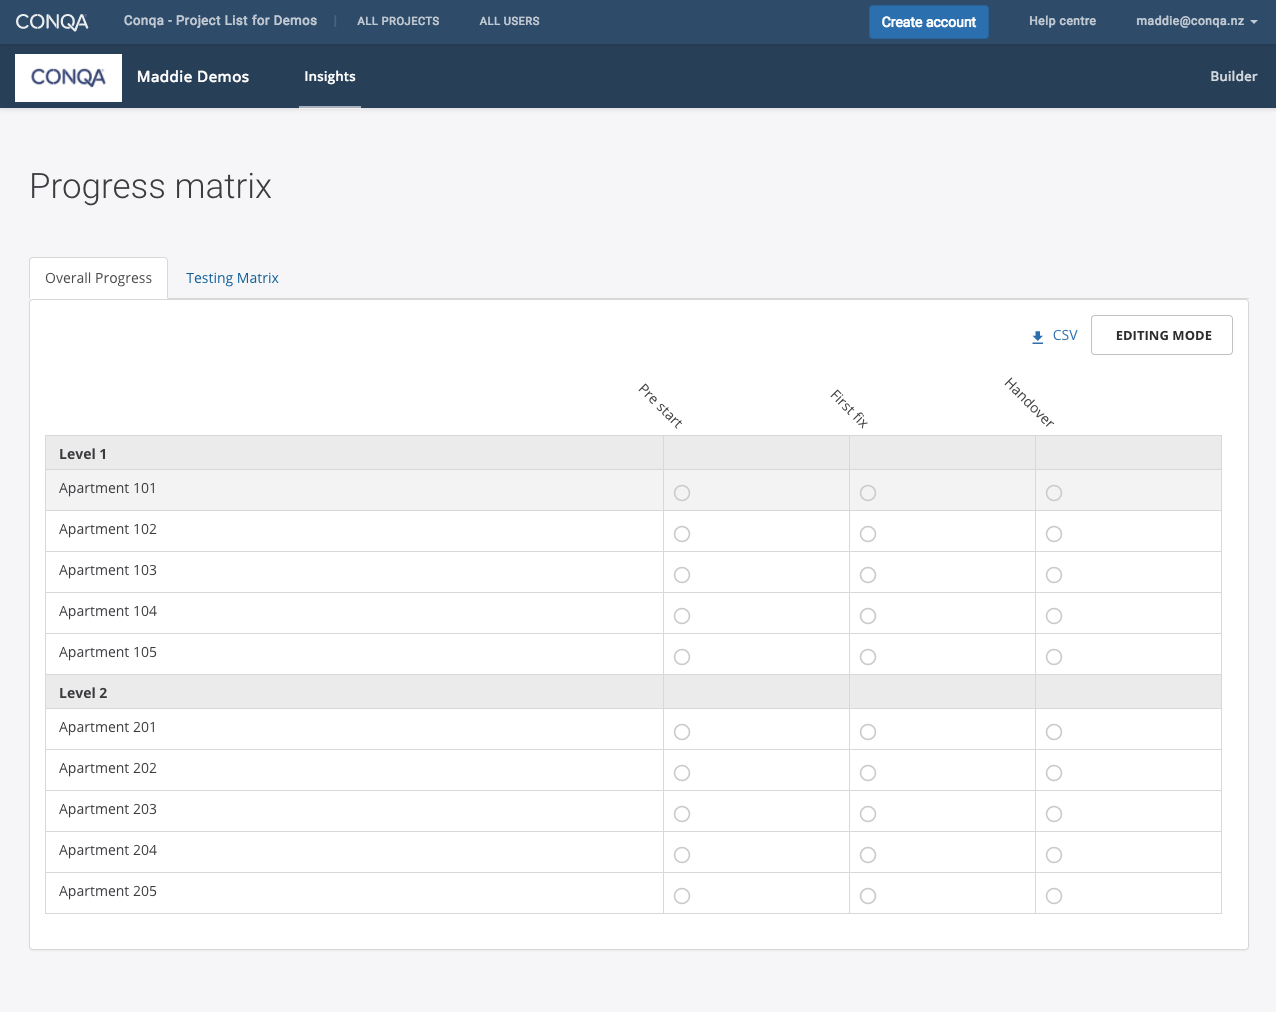 CONQA Conqa - Project List for Demos | ALL PROJECTS ALL USERS Create account Help centre maddie@conqa.nz
CONQA Maddie Demos Insights Builder
Progress matrix
Overall Progress Testing Matrix
CSV EDITING MODE
Pre start First fix Handover
Level 1
Apartment 101
Apartment 102
Apartment 103
Apartment 104
Apartment 105
Level 2
Apartment 201
Apartment 202
Apartment 203
Apartment 204
Apartment 205